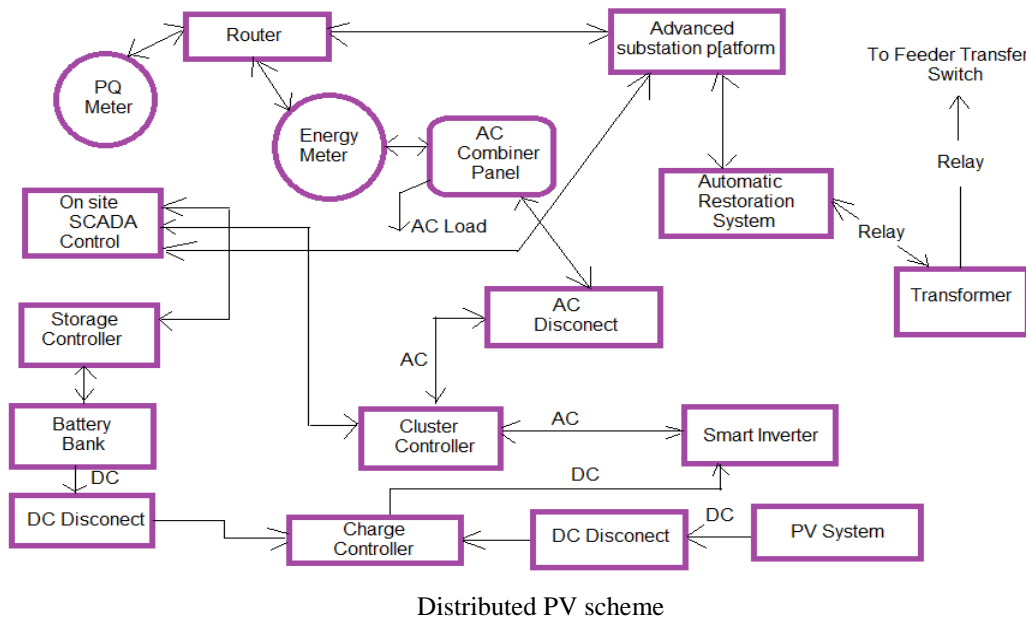 Router
Advanced
substation p[atform
To Feeder Transfer
Switch
PQ
Meter
Energy
Meter
AC
Combiner
Panel
Relay
On site
SCADA
Control
AC Load
Automatic
Restoration
System
Relay
Transformer
Storage
Controller
AC
Disconect
AC
Battery
Bank
Cluster
Controller
AC
Smart Inverter
DC
DC
DC Disconect
Charge
Controller
DC Disconect
DC
PV System
Distributed PV scheme